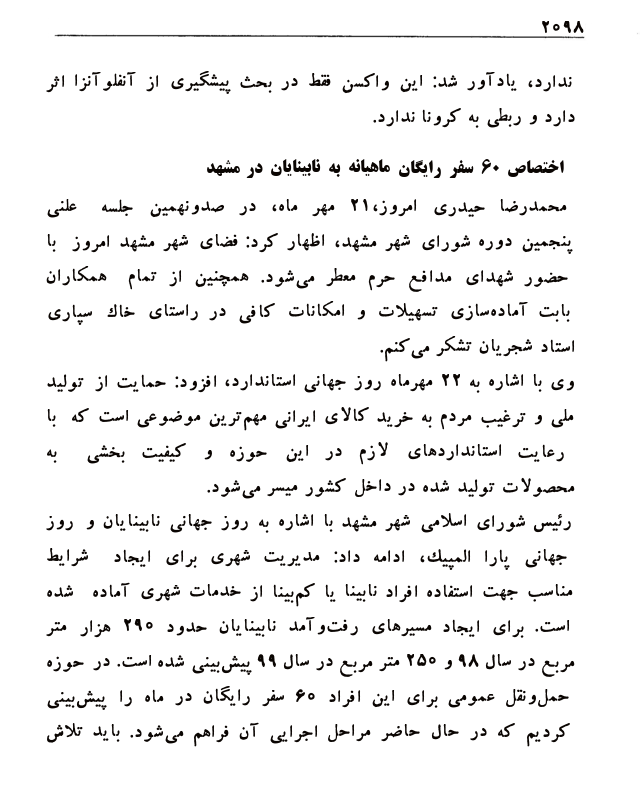 ۲۰۹۸
ندارد، یادآور شد: این واکسن فقط در بحث پیشگیری از آنفلوآنزا اثر
دارد و ربطی به کرونا ندارد.
اختصاص ۶۰ سفر رایگان ماهیانه به نابینایان در مشهد
محمدرضا حیدری امروز،۲۱ مهر ماه، در صدونهمین جلسه علنی
پنجمین دوره شورای شهر مشهد، اظهار کرد: فضای شهر مشهد امروز با
حضور شهدای مدافع حرم معطر می‌شود. همچنین از تمام همکاران
بابت آماده‌سازی تسهیلات و امکانات کافی در راستای خاك سپاری
استاد شجریان تشکر می‌کنم.
وی با اشاره به ۲۲ مهرماه روز جهانی استاندارد، افزود: حمایت از تولید
ملی و ترغیب مردم به خرید کالای ایرانی مهم‌ترین موضوعی است که با
رعایت استانداردهای لازم در این حوزه و کیفیت بخشی به
محصولات تولید شده در داخل کشور میسر می‌شود.
رئیس شورای اسلامی شهر مشهد با اشاره به روز جهانی نابینایان و روز
جهانی پارا المپیك، ادامه داد: مدیریت شهری برای ایجاد شرایط
مناسب جهت استفاده افراد نابینا یا کم‌بینا از خدمات شهری آماده شده
است. برای ایجاد مسیرهای رفت‌وآمد نابینایان حدود ۲۹۰ هزار متر
مربع در سال ۹۸ و ۲۵۰ متر مربع در سال ۹۹ پیش‌بینی شده است. در حوزه
حمل‌ونقل عمومی برای این افراد ۶۰ سفر رایگان در ماه را پیش‌بینی
کردیم که در حال حاضر مراحل اجرایی آن فراهم می‌شود. باید تلاش